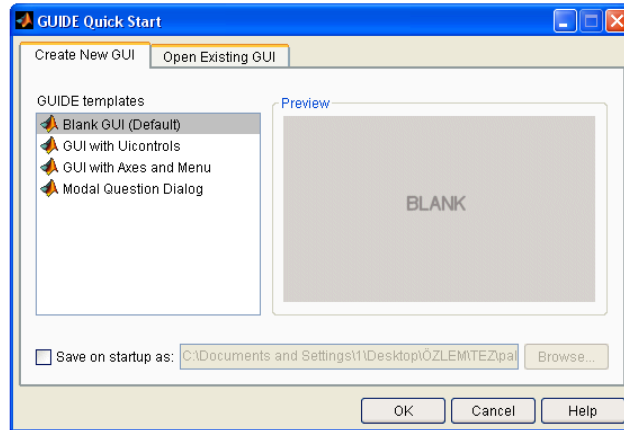 GUIDE Quick Start
Create New GUI
Open Existing GUI
GUIDE templates
Blank GUI (Default)
GUI with Uicontrols
GUI with Axes and Menu
Modal Question Dialog
Preview
BLANK
Save on startup as: C:\Documents and Settings\1\Desktop\ÖZLEM\TEZ\pal Browse...
OK Cancel Help